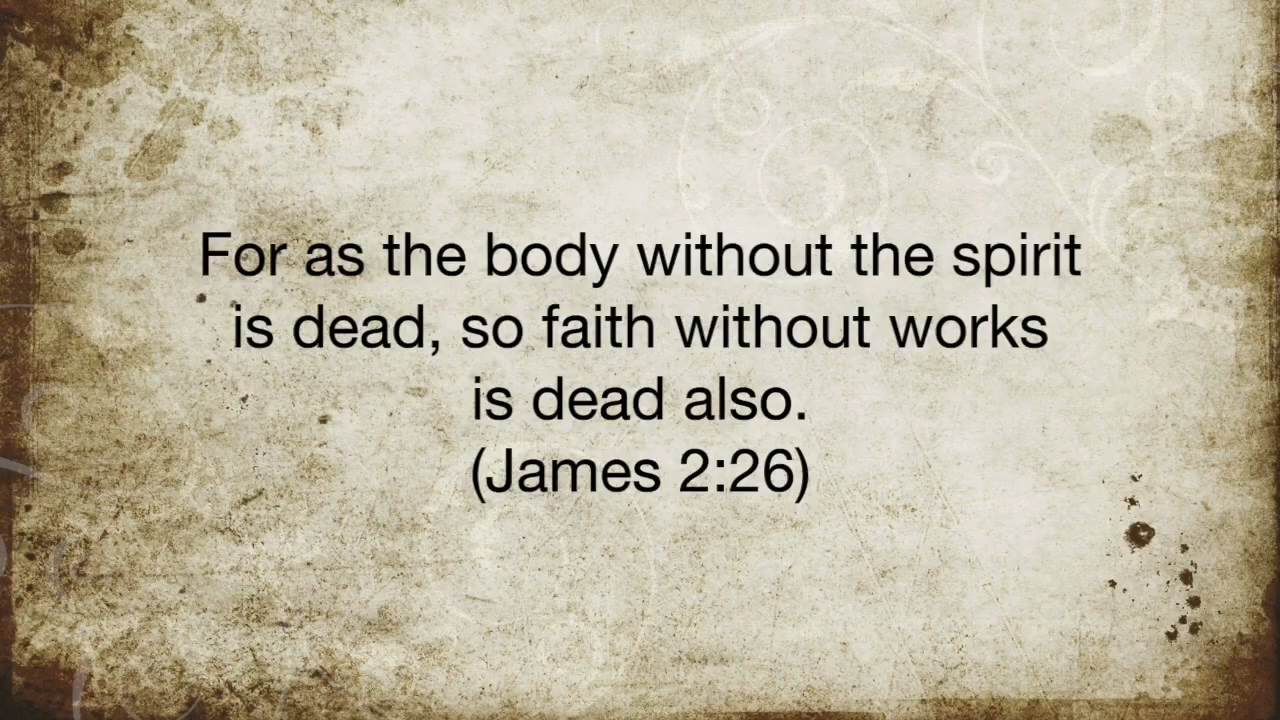 For as the body without the spirit
is dead, so faith without works
is dead also.
(James 2:26)